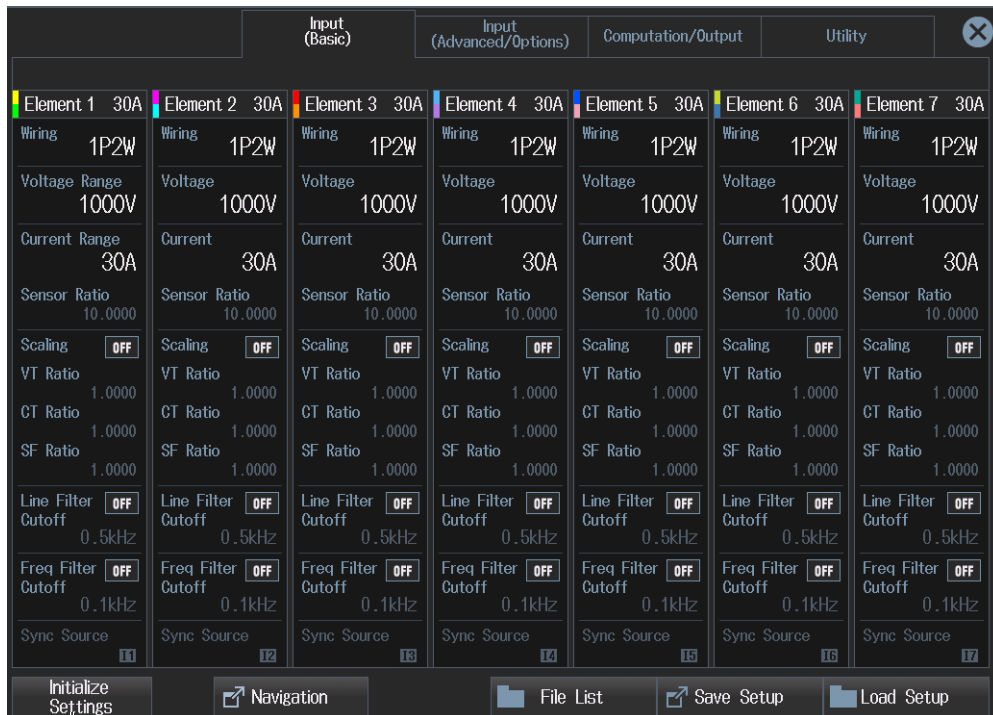 Input
(Basic)
Input
(Advanced/Options)
Computation/Output
Utility
Element 1 30A Element 2 30A Element 3 30A Element 4 30A Element 5 30A Element 6 30A Element 7 30A
Wiring Wiring Wiring Wiring Wiring Wiring Wiring
1P2W 1P2W 1P2W 1P2W 1P2W 1P2W 1P2W
Voltage Range Voltage Voltage Voltage Voltage Voltage Voltage
1000V 1000V 1000V 1000V 1000V 1000V 1000V
Current Range Current Current Current Current Current Current
30A 30A 30A 30A 30A 30A 30A
Sensor Ratio Sensor Ratio Sensor Ratio Sensor Ratio Sensor Ratio Sensor Ratio Sensor Ratio
10.0000 10.0000 10.0000 10.0000 10.0000 10.0000 10.0000
Scaling OFF Scaling OFF Scaling OFF Scaling OFF Scaling OFF Scaling OFF Scaling OFF
VT Ratio VT Ratio VT Ratio VT Ratio VT Ratio VT Ratio VT Ratio
1.0000 1.0000 1.0000 1.0000 1.0000 1.0000 1.0000
CT Ratio CT Ratio CT Ratio CT Ratio CT Ratio CT Ratio CT Ratio
1.0000 1.0000 1.0000 1.0000 1.0000 1.0000 1.0000
SF Ratio SF Ratio SF Ratio SF Ratio SF Ratio SF Ratio SF Ratio
1.0000 1.0000 1.0000 1.0000 1.0000 1.0000 1.0000
Line Filter OFF Line Filter OFF Line Filter OFF Line Filter OFF Line Filter OFF Line Filter OFF Line Filter OFF
Cutoff Cutoff Cutoff Cutoff Cutoff Cutoff Cutoff
0.5kHz 0.5kHz 0.5kHz 0.5kHz 0.5kHz 0.5kHz 0.5kHz
Freq Filter OFF Freq Filter OFF Freq Filter OFF Freq Filter OFF Freq Filter OFF Freq Filter OFF Freq Filter OFF
Cutoff Cutoff Cutoff Cutoff Cutoff Cutoff Cutoff
0.1kHz 0.1kHz 0.1kHz 0.1kHz 0.1kHz 0.1kHz 0.1kHz
Sync Source Sync Source Sync Source Sync Source Sync Source Sync Source Sync Source
I1 I2 I3 I4 I5 I6 I7
Initialize
Settings
Navigation
File List
Save Setup
Load Setup